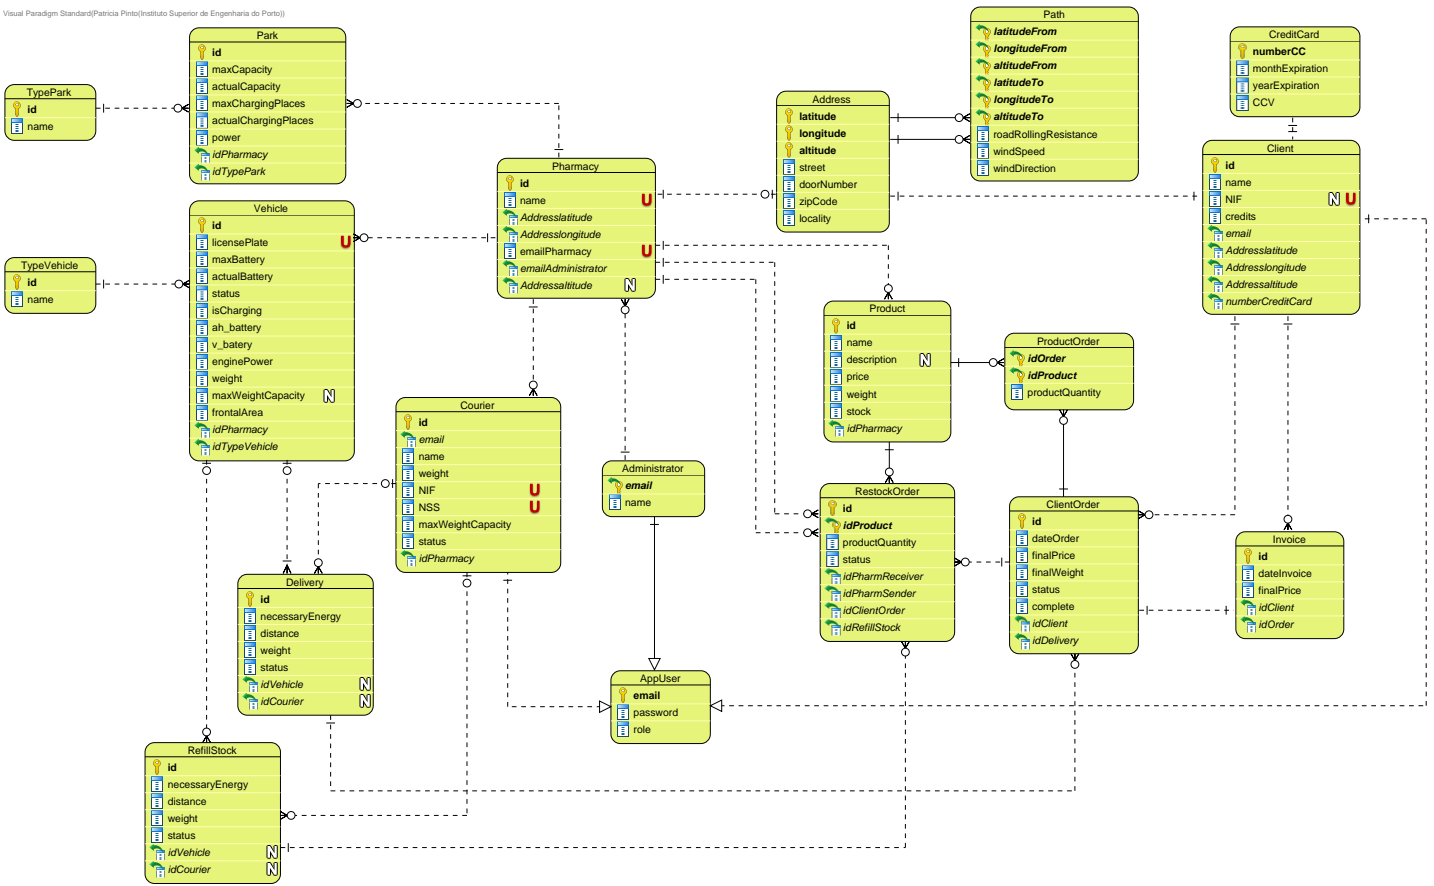 Visual Paradigm Standard(Patrícia Pinto(Instituto Superior de Engenharia do Porto))
Park
id
maxCapacity
actualCapacity
maxChargingPlaces
actualChargingPlaces
power
idPharmacy
idTypePark
TypePark
id
name
Path
latitudeFrom
longitudeFrom
altitudeFrom
latitudeTo
longitudeTo
altitudeTo
roadRollingResistance
windSpeed
windDirection
CreditCard
numberCC
monthExpiration
yearExpiration
CCV
Address
latitude
longitude
altitude
street
doorNumber
zipCode
locality
Client
id
name
NIF N U
credits
email
Addresslatitude
Addresslongitude
Addressaltitude
numberCreditCard
Pharmacy
id
name U
Addresslatitude
Addresslongitude
emailPharmacy U
emailAdministrator
Addressaltitude N
Vehicle
id
licensePlate U
maxBattery
actualBattery
status
isCharging
ah_battery
v_batery
enginePower
weight
maxWeightCapacity N
frontalArea
idPharmacy
idTypeVehicle
TypeVehicle
id
name
Product
id
name
description N
price
weight
stock
idPharmacy
ProductOrder
idOrder
idProduct
productQuantity
Courier
id
email
name
weight
NIF U
NSS U
maxWeightCapacity
status
idPharmacy
Administrator
email
name
RestockOrder
id
idProduct
productQuantity
status
idPharmReceiver
idPharmSender
idClientOrder
idRefillStock
ClientOrder
id
dateOrder
finalPrice
finalWeight
status
complete
idClient
idDelivery
Invoice
id
dateInvoice
finalPrice
idClient
idOrder
Delivery
id
necessaryEnergy
distance
weight
status
idVehicle N
idCourier N
AppUser
email
password
role
RefillStock
id
necessaryEnergy
distance
weight
status
idVehicle N
idCourier N